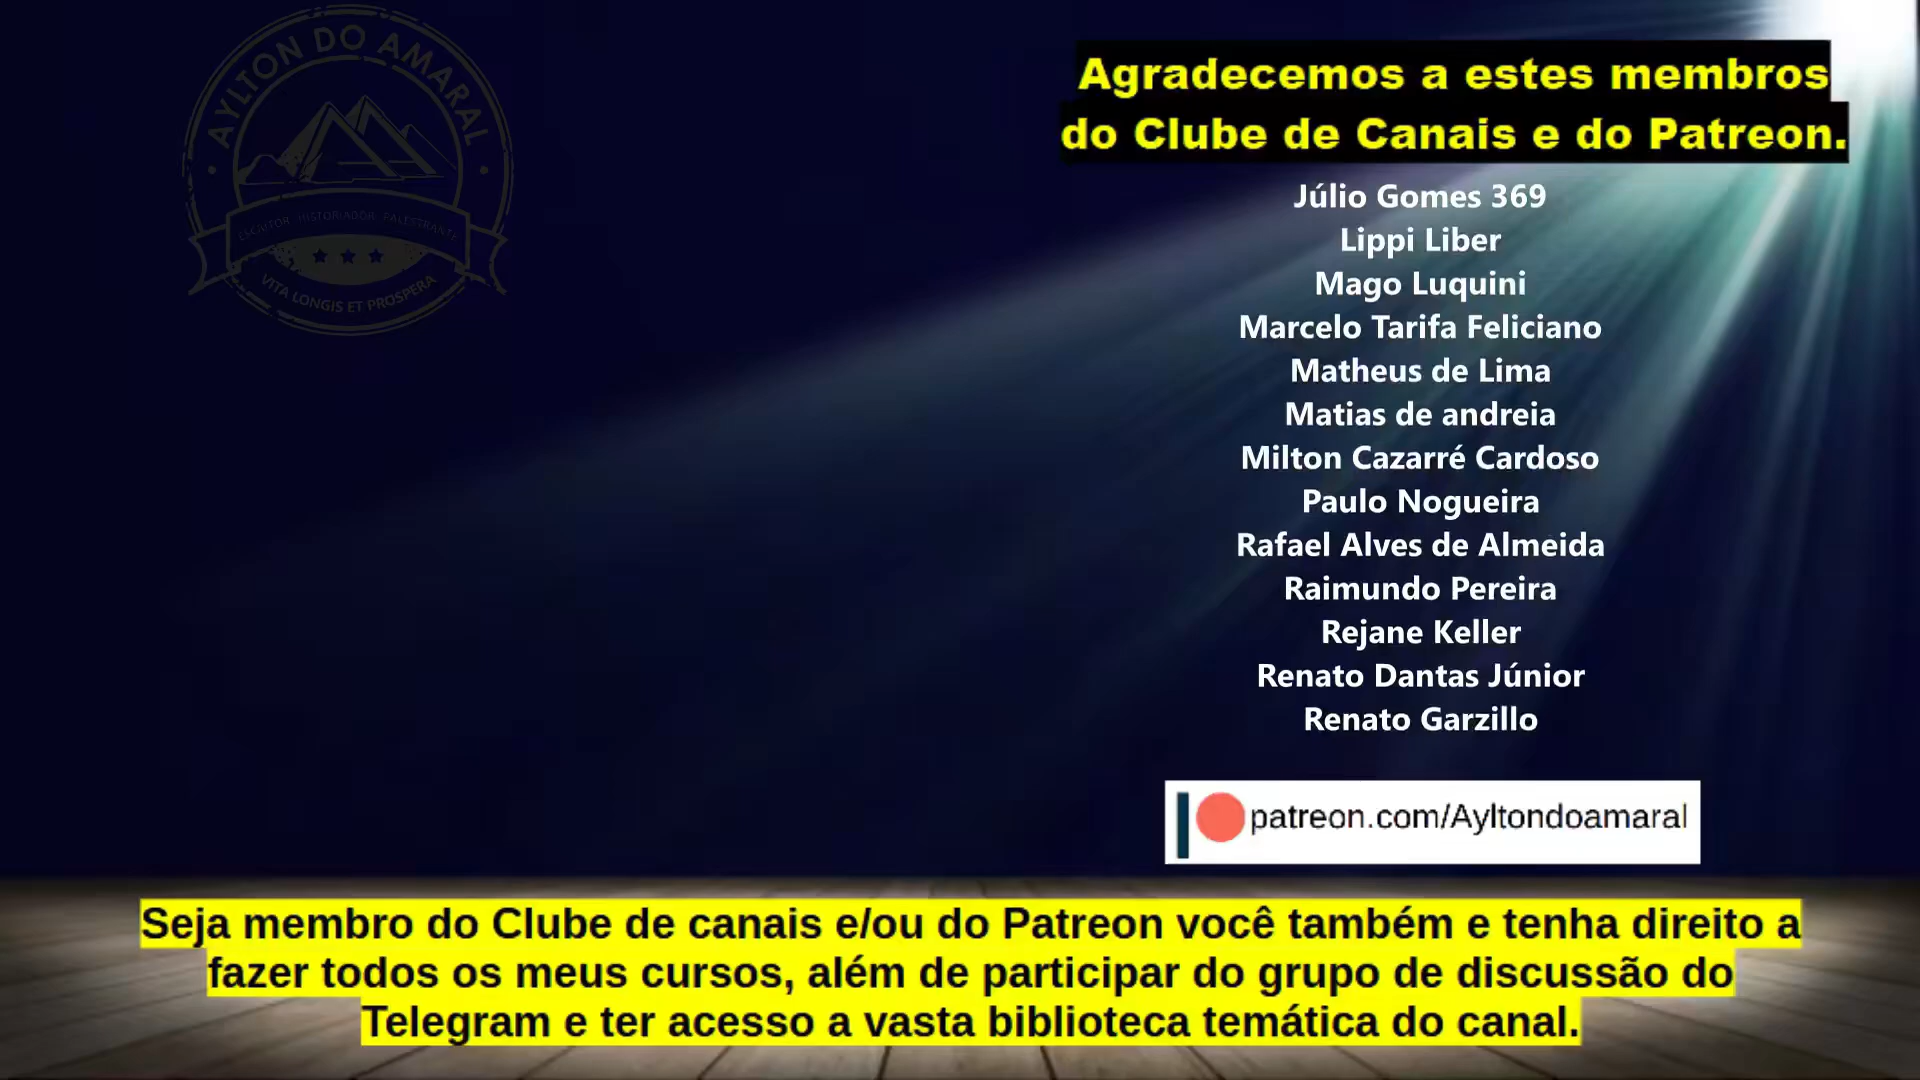 AYLTON DO AMARAL
ESCRITOR HISTORIADOR PALESTRANTE
VITA LONGIS ET PROSPERA
Agradecemos a estes membros
do Clube de Canais e do Patreon.
Júlio Gomes 369
Lippi Liber
Mago Luquini
Marcelo Tarifa Feliciano
Matheus de Lima
Matias de andreia
Milton Cazarré Cardoso
Paulo Nogueira
Rafael Alves de Almeida
Raimundo Pereira
Rejane Keller
Renato Dantas Júnior
Renato Garzillo
patreon.com/Ayltondoamaral
Seja membro do Clube de canais e/ou do Patreon você também e tenha direito a
fazer todos os meus cursos, além de participar do grupo de discussão do
Telegram e ter acesso a vasta biblioteca temática do canal.